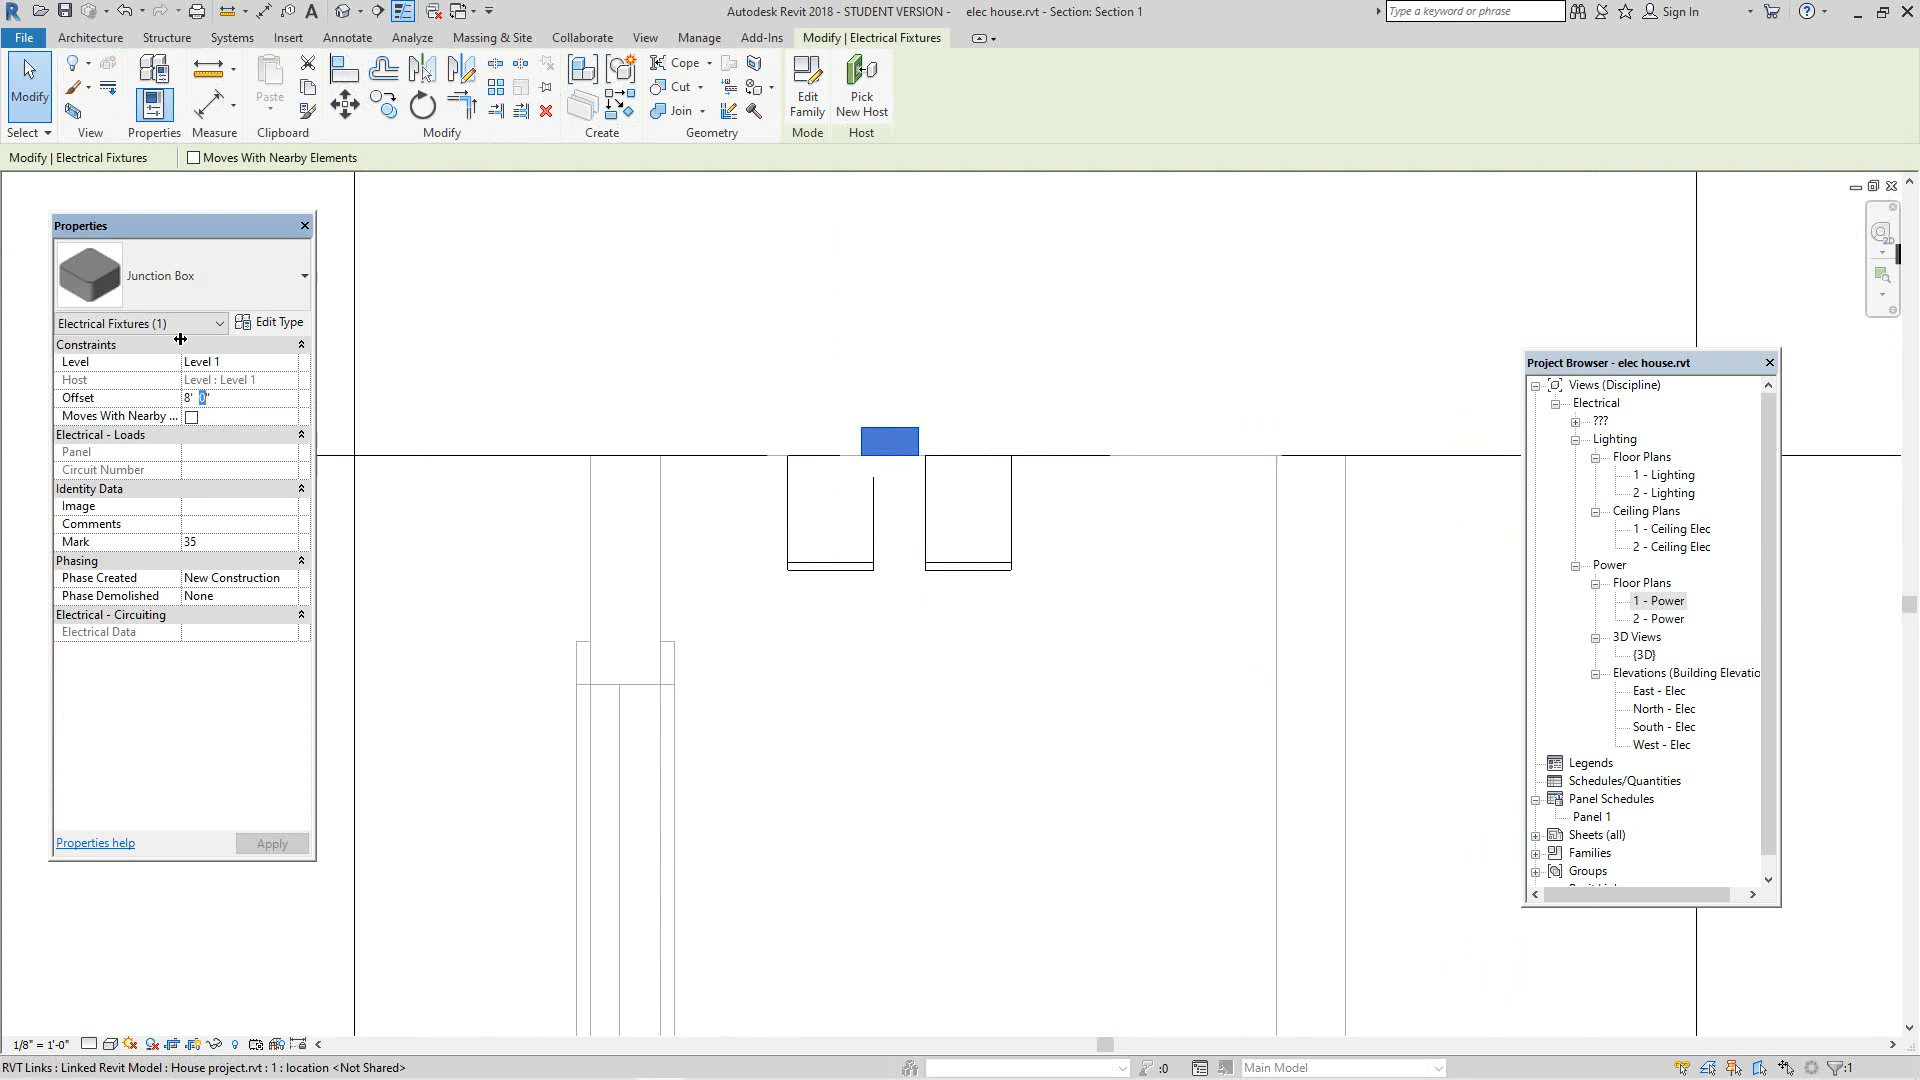 Autodesk Revit 2018 - STUDENT VERSION - elec house.rvt - Section: Section 1
Type a keyword or phrase
Sign In
File Architecture Structure Systems Insert Annotate Analyze Massing & Site Collaborate View Manage Add-Ins Modify | Electrical Fixtures
Modify
Paste
Cope
Cut
Join
Edit
Family
Pick
New Host
Select View Properties Measure Clipboard Modify Create Geometry Mode Host
Modify | Electrical Fixtures
Moves With Nearby Elements
Properties
Junction Box
Electrical Fixtures (1)
Edit Type
Constraints
Level Level 1
Host Level : Level 1
Offset 8' 0"
Moves With Nearby ...
Electrical - Loads
Panel
Circuit Number
Identity Data
Image
Comments
Mark 35
Phasing
Phase Created New Construction
Phase Demolished None
Electrical - Circuiting
Electrical Data
Properties help
Apply
2D
Project Browser - elec house.rvt
Views (Discipline)
Electrical
???
Lighting
Floor Plans
1 - Lighting
2 - Lighting
Ceiling Plans
1 - Ceiling Elec
2 - Ceiling Elec
Power
Floor Plans
1 - Power
2 - Power
3D Views
{3D}
Elevations (Building Elevatio
East - Elec
North - Elec
South - Elec
West - Elec
Legends
Schedules/Quantities
Panel Schedules
Panel 1
Sheets (all)
Families
Groups
1/8" = 1'-0"
RVT Links : Linked Revit Model : House project.rvt : 1 : location <Not Shared>
:0
Main Model
:1